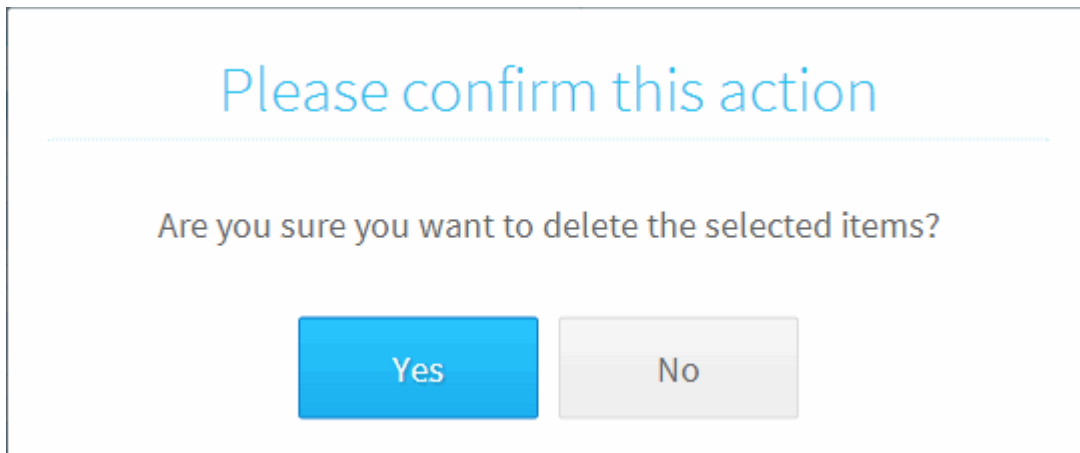 Please confirm this action
Are you sure you want to delete the selected items?
Yes
No